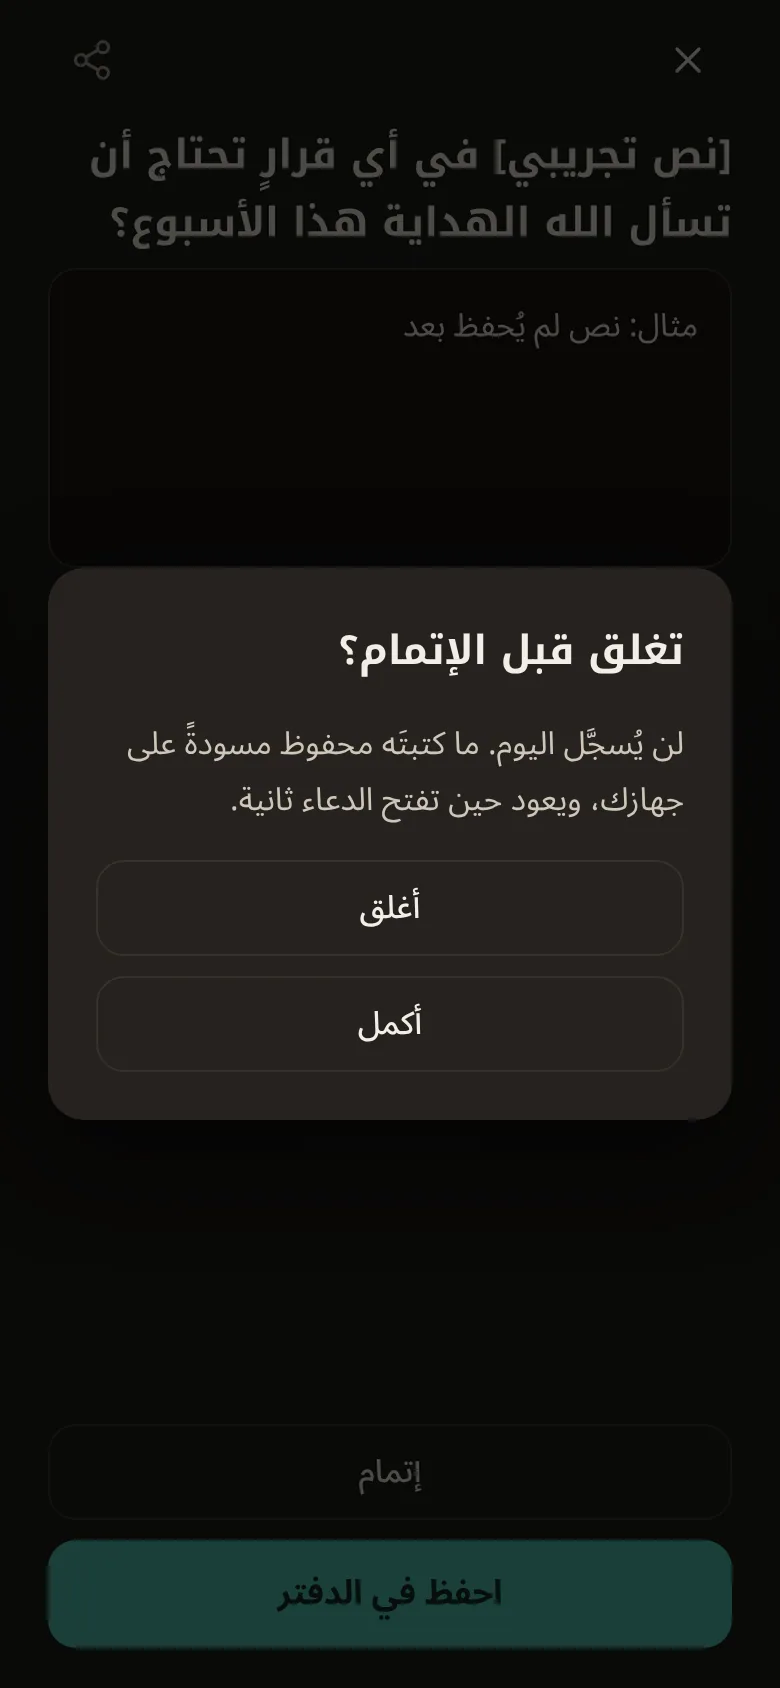 [نص تجريبي] في أي قرارٍ تحتاج أن
تسأل الله الهداية هذا الأسبوع؟
مثال: نص لم يُحفظ بعد
تغلق قبل الإتمام؟
لن يُسجَّل اليوم. ما كتبتَه محفوظ مسودةً على
جهازك، ويعود حين تفتح الدعاء ثانية.
أغلق
أكمل
إتمام
احفظ في الدفتر